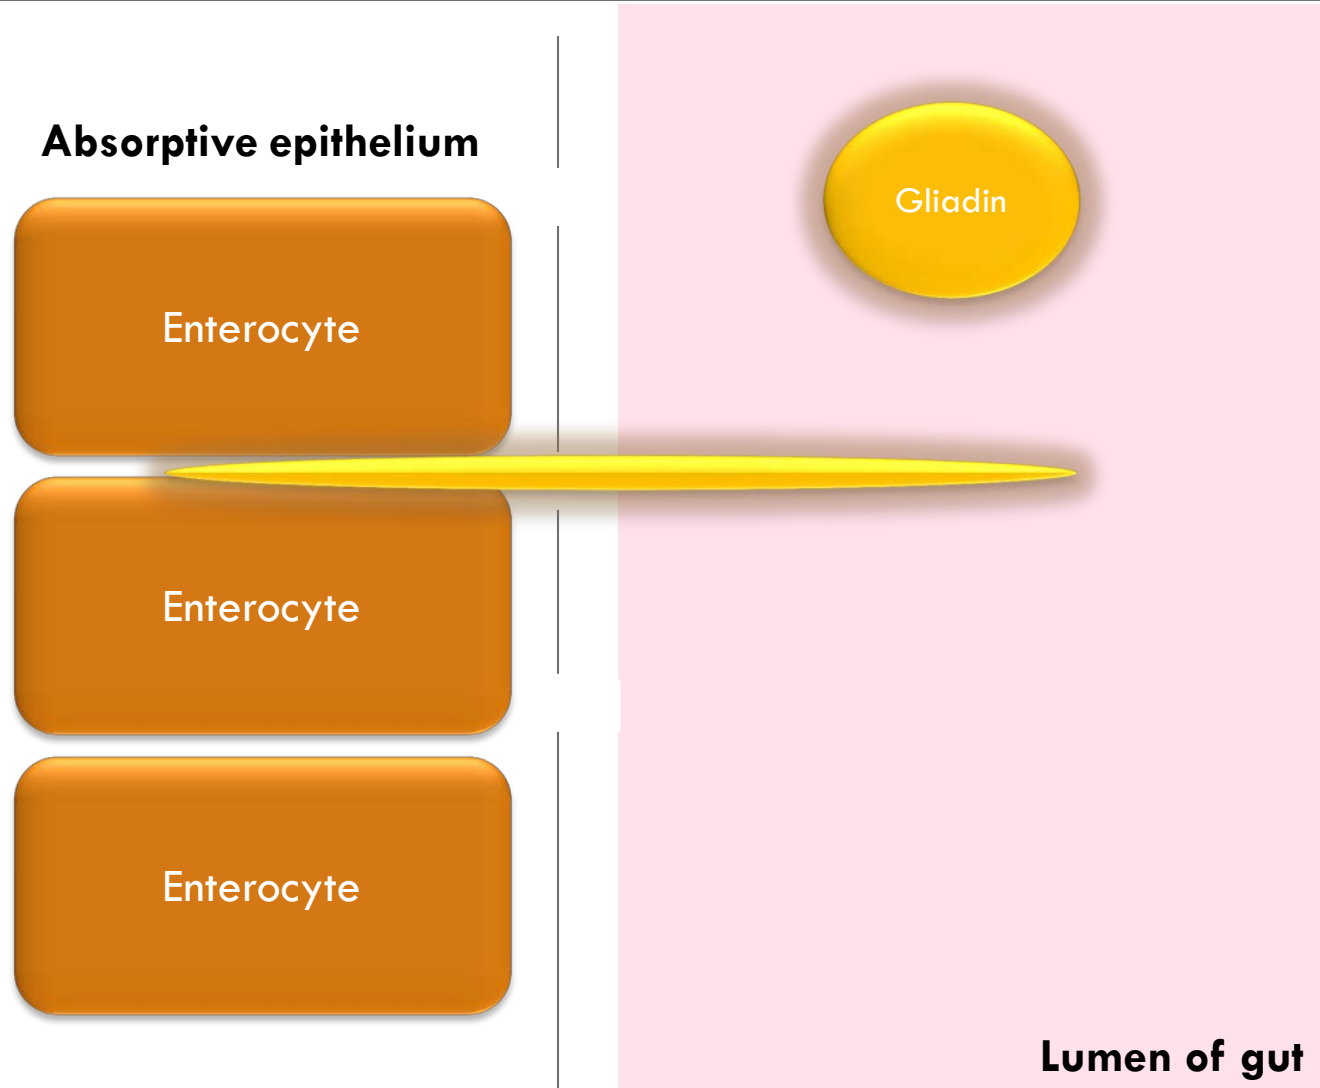 Absorptive epithelium
Gliadin
Enterocyte
Enterocyte
Enterocyte
Lumen of gut